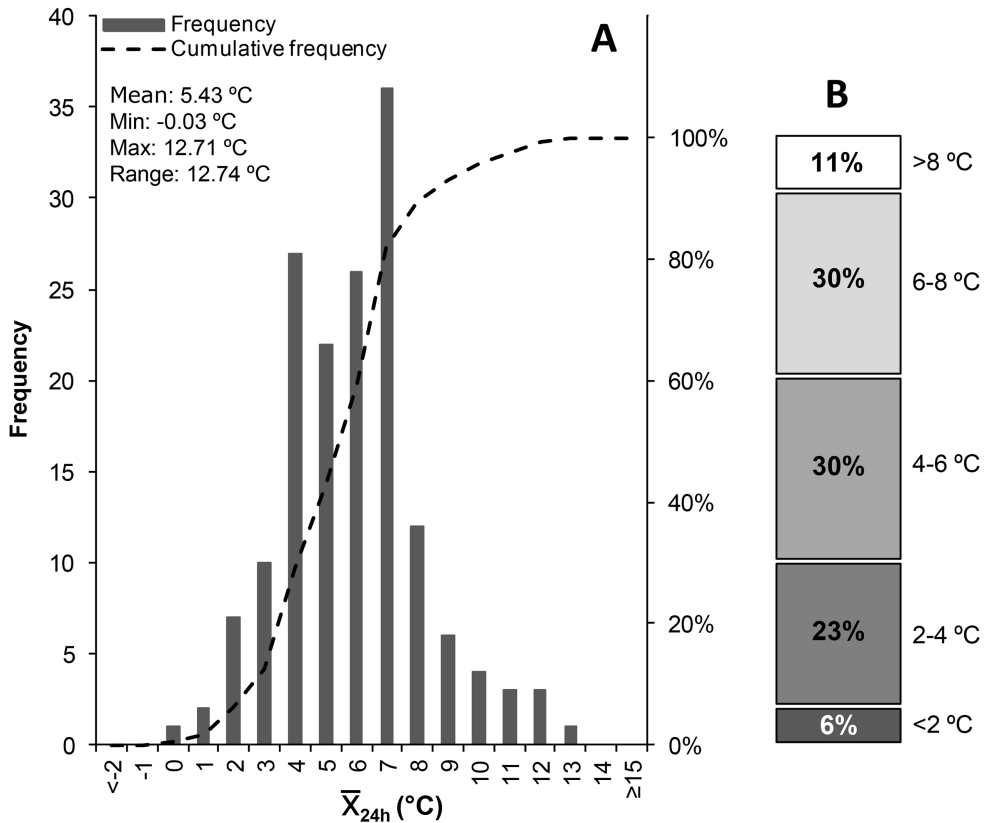 A
Frequency
Cumulative frequency
Mean: 5.43 ºC
Min: -0.03 ºC
Max: 12.71 ºC
Range: 12.74 ºC
40
35
30
25
20
15
10
5
0
Frequency
100%
80%
60%
40%
20%
0%
<-2
-1
0
1
2
3
4
5
6
7
8
9
10
11
12
13
14
≥15
X̅24h (°C)
B
11% >8 ºC
30% 6-8 ºC
30% 4-6 ºC
23% 2-4 ºC
6% <2 ºC